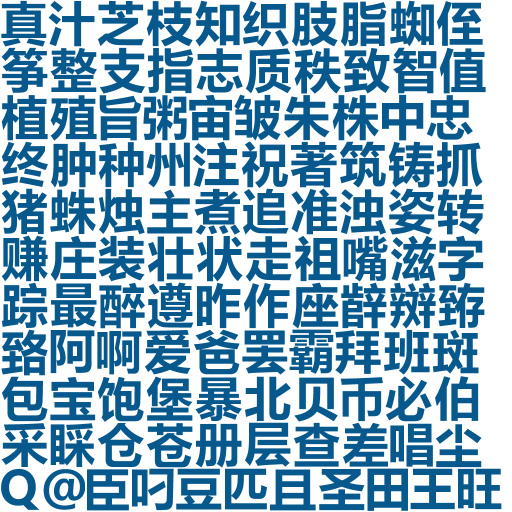 真汁芝枝知织肢脂蜘侄
筝整支指志质秩致智值
植殖旨粥宙皱朱株中忠
终肿种州注祝著筑铸抓
猪蛛烛主煮追准浊姿转
赚庄装壮状走祖嘴滋字
踪最醉遵昨作座辥辧臶
臵阿啊爱爸罢霸拜班斑
包宝饱堡暴北贝币必伯
采睬仓苍册层查差唱尘
Q@臣叼豆匹且圣田王旺